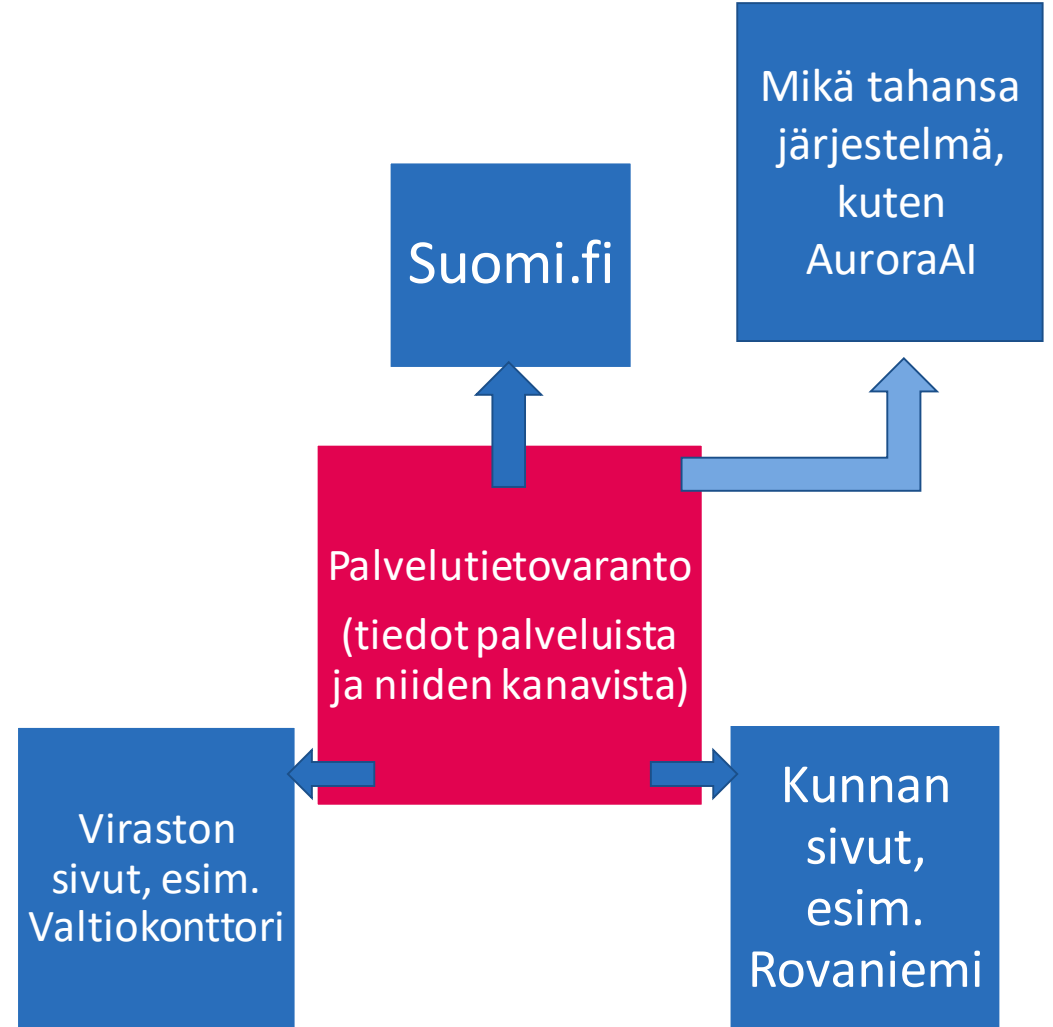 Mikä tahansa
järjestelmä,
kuten
AuroraAI
Suomi.fi
Palvelutietovaranto
(tiedot palveluista
ja niiden kanavista)
Viraston
sivut, esim.
Valtiokonttori
Kunnan
sivut,
esim.
Rovaniemi